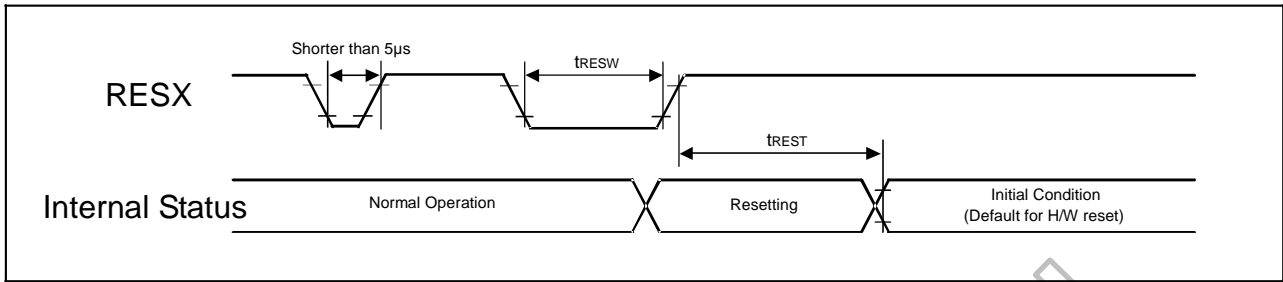 Shorter than 5µs
tRESW
RESX
tREST
Internal Status
Normal Operation
Resetting
Initial Condition
(Default for H/W reset)